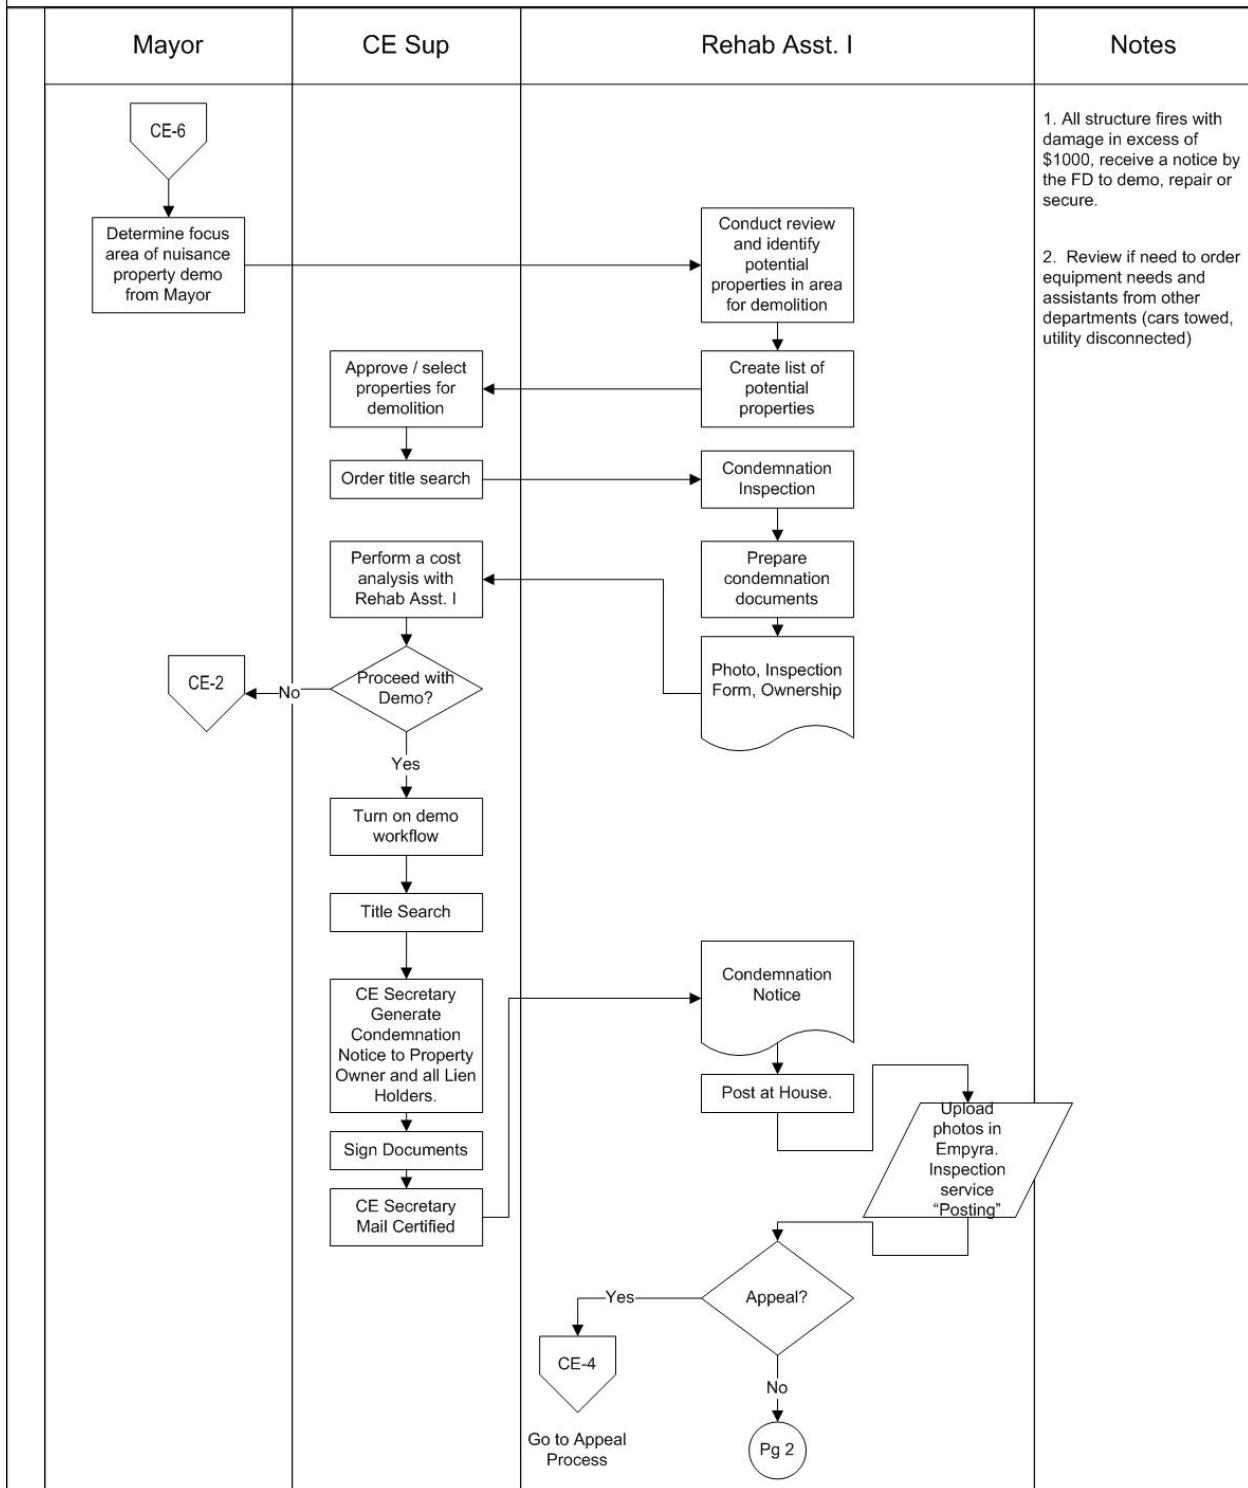 Mayor
CE Sup
Rehab Asst. I
Notes
CE-6
1. All structure fires with
damage in excess of
$1000, receive a notice by
the FD to demo, repair or
secure.
2.  Review if need to order
equipment needs and
assistants from other
departments (cars towed,
utility disconnected)
Determine focus
area of nuisance
property demo
from Mayor
Conduct review
and identify
potential
properties in area
for demolition
Approve / select
properties for
demolition
Create list of
potential
properties
Order title search
Condemnation
Inspection
Perform a cost
analysis with
Rehab Asst. I
Prepare
condemnation
documents
CE-2
No
Proceed with
Demo?
Photo, Inspection
Form, Ownership
Yes
Turn on demo
workflow
Title Search
CE Secretary
Generate
Condemnation
Notice to Property
Owner and all Lien
Holders.
Condemnation
Notice
Post at House.
Sign Documents
CE Secretary
Mail Certified
Upload
photos in
Empyra.
Inspection
service
“Posting”
Appeal?
Yes
CE-4
Go to Appeal
Process
No
Pg 2